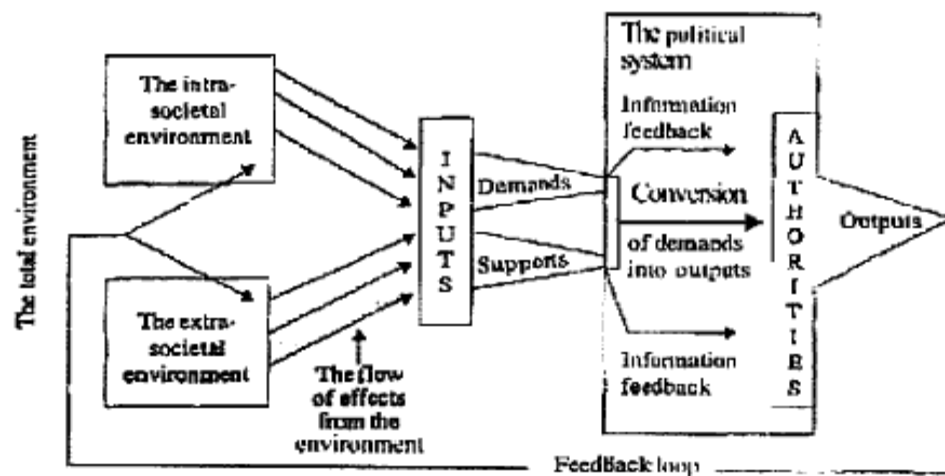 The total environment
The intra-
societal
environment
The extra-
societal
environment
The flow
of effects
from the
environment
INPUTS
Demands
Supports
The political
system
Information
feedback
Conversion
of demands
into outputs
Information
feedback
AUTHORITIES
Outputs
Feedback loop